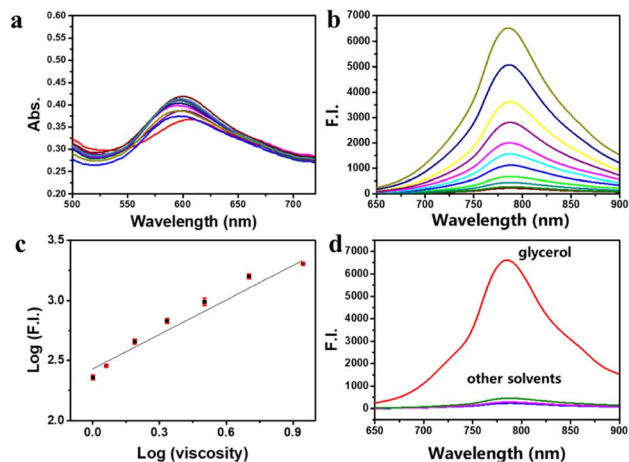 a
0.60
0.55
0.50
0.45
0.40
0.35
0.30
0.25
0.20
Abs.
500 550 600 650 700
Wavelength (nm)
b
7000
6000
5000
4000
3000
2000
1000
0
F.I.
650 700 750 800 850 900
Wavelength (nm)
c
3.5
3.0
2.5
2.0
Log (F.I.)
0.0 0.3 0.6 0.9
Log (viscosity)
d
glycerol
7000
6000
5000
4000
3000
2000
1000
0
F.I.
other solvents
650 700 750 800 850 900
Wavelength (nm)